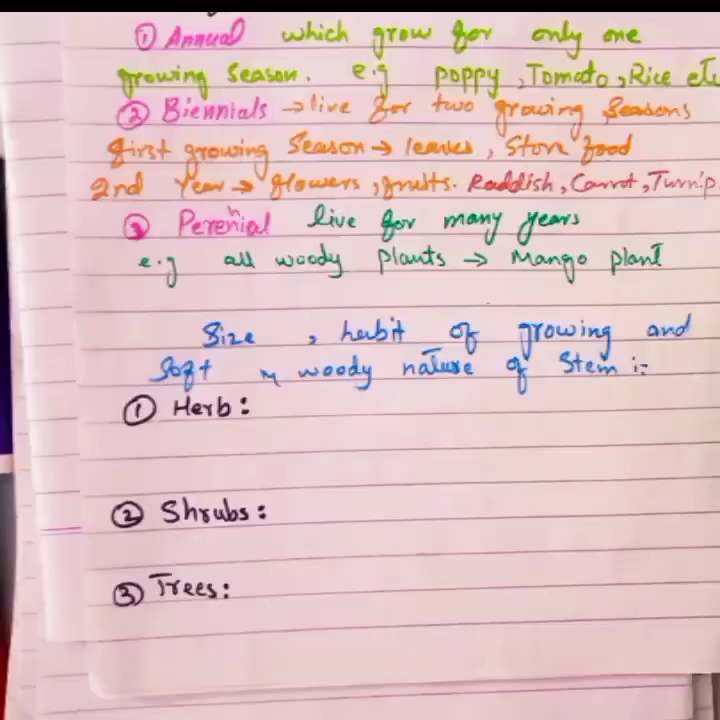 ① Annual which grow for only one
growing season. e.g poppy, Tomato, Rice etc
② Biennials → live for two growing seasons
first growing Season → leaves, Store food
2nd Year → flowers, fruits. Raddish, Carrot, Turnip
③ Perennial live for many years
e.g all woody plants → Mango plant
Size, habit of growing and
Soft woody nature of Stem :-
① Herb:
② Shrubs:
③ Trees: